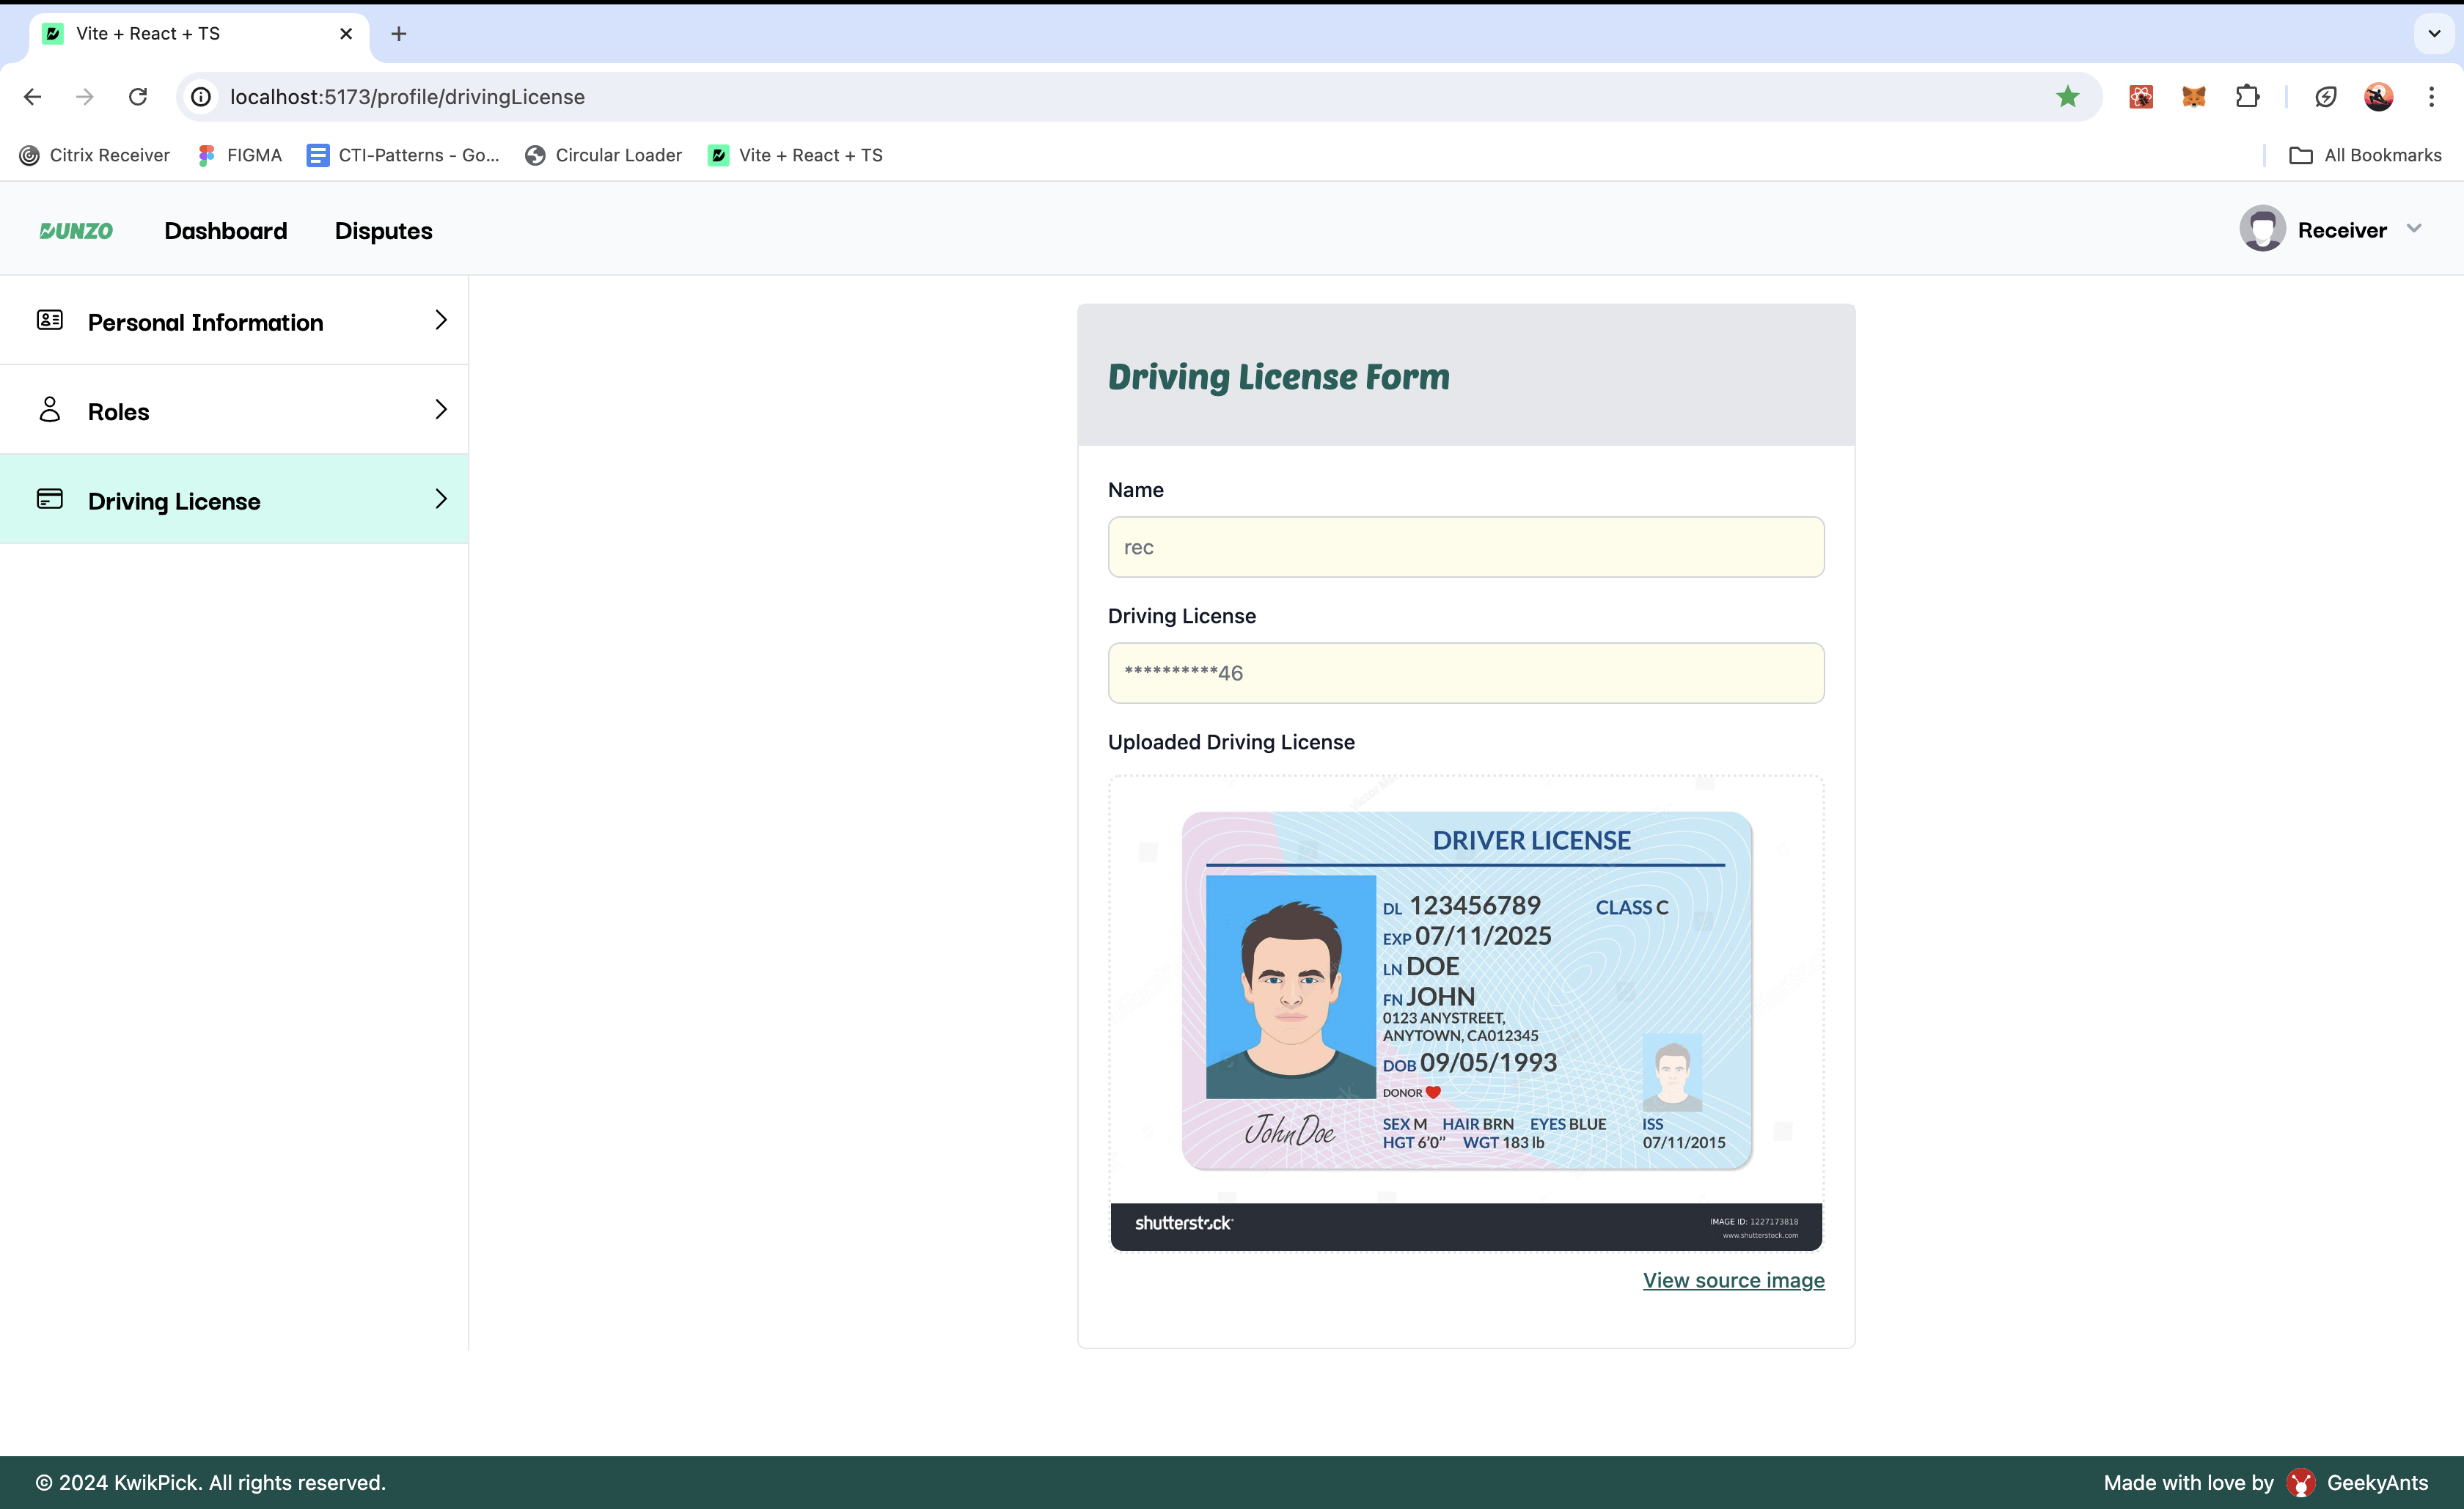 Vite + React + TS
localhost:5173/profile/drivingLicense
Citrix Receiver FIGMA CTI-Patterns - Go... Circular Loader Vite + React + TS All Bookmarks
DUNZO Dashboard Disputes Receiver
Personal Information
Roles
Driving License
Driving License Form
Name
rec
Driving License
**********46
Uploaded Driving License
DRIVER LICENSE
DL 123456789 CLASS C
EXP 07/11/2025
LN DOE
FN JOHN
0123 ANYSTREET,
ANYTOWN, CA012345
DOB 09/05/1993
DONOR
John Doe
SEX M HAIR BRN EYES BLUE ISS
HGT 6'0'' WGT 183 lb 07/11/2015
shutterstock IMAGE ID: 1227173818
www.shutterstock.com
View source image
© 2024 KwikPick. All rights reserved. Made with love by GeekyAnts